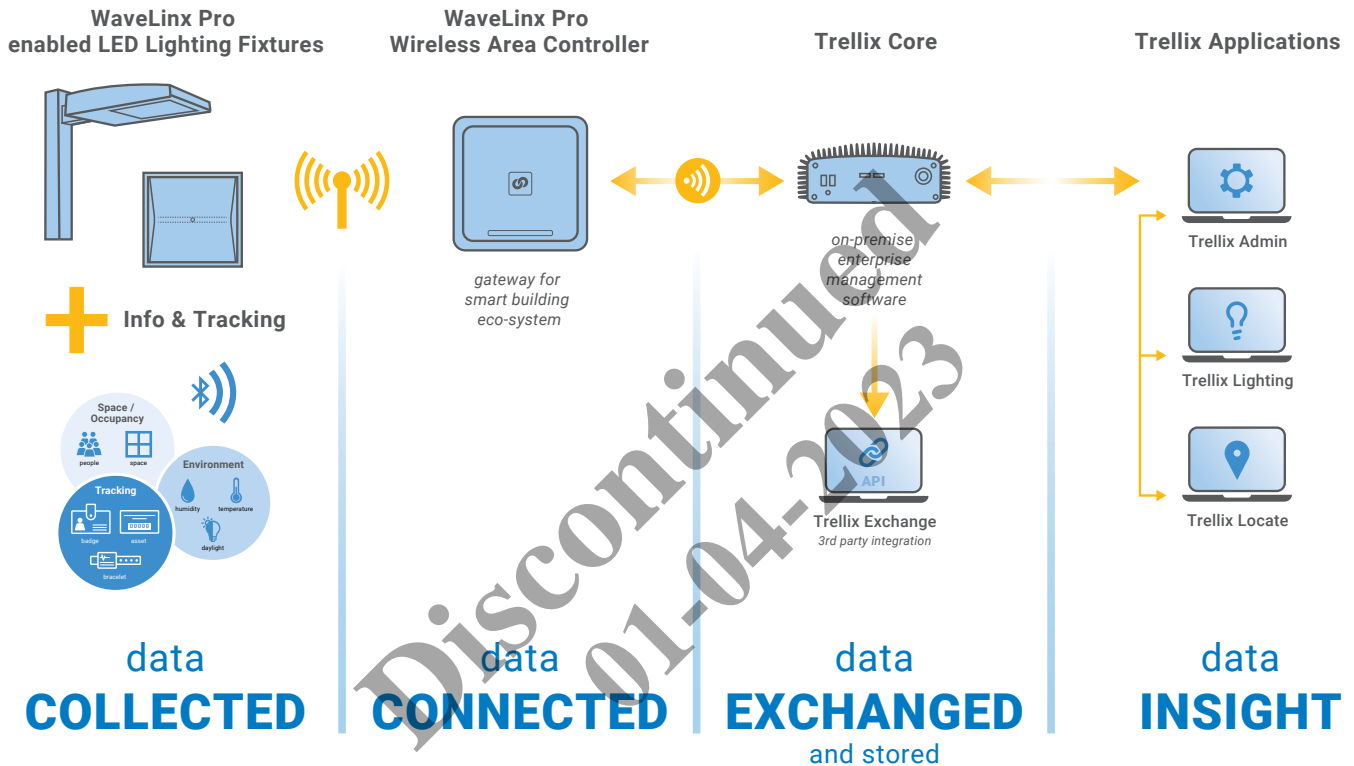 WaveLinx Pro
enabled LED Lighting Fixtures
WaveLinx Pro
Wireless Area Controller
Trellix Core
Trellix Applications
gateway for
smart building
eco-system
on-premise
enterprise
management
software
Trellix Admin
Info & Tracking
Trellix Lighting
Space /
Occupancy
people
space
Environment
humidity
temperature
daylight
Tracking
badge
asset
bracelet
API
Trellix Exchange
3rd party integration
Trellix Locate
Discontinued
01-04-2023
data
COLLECTED
data
CONNECTED
data
EXCHANGED
and stored
data
INSIGHT